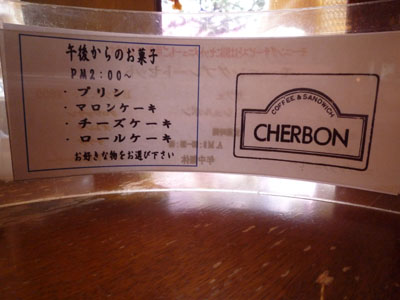 午後からのお菓子
PM2:00〜
・プリン
・マロンケーキ
・チーズケーキ
・ロールケーキ
お好きな物をお選び下さい
COFFEE & SANDWICH
CHERBON